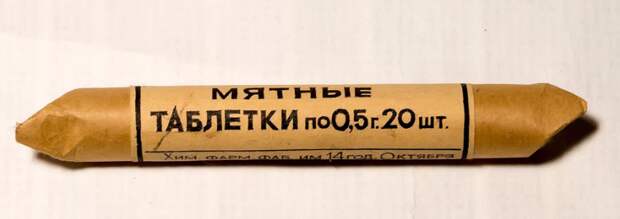 МЯТНЫЕ
ТАБЛЕТКИ по 0,5 г. 20 шт.
Хим. фарм. фаб. им. 14 год. Октября